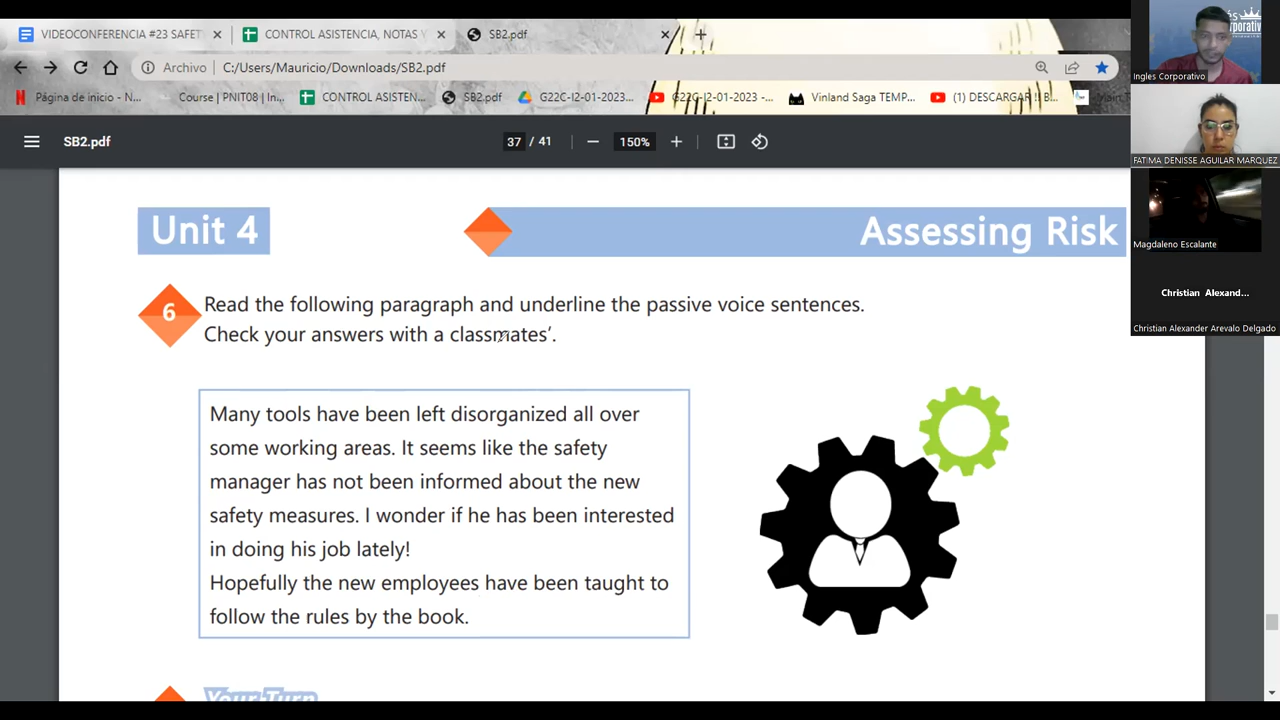 VIDEOCONFERENCIA #23 SAFET
CONTROL ASISTENCIA, NOTAS
SB2.pdf
Archivo
C:/Users/Mauricio/Downloads/SB2.pdf
Página de inicio - N...
Course | PNIT08 | In...
CONTROL ASISTEN...
SB2.pdf
G22C-I2-01-2023...
G22C-I2-01-2023 -...
Vinland Saga TEMP...
(1) DESCARGAR !! B...
SB2.pdf
37 / 41
150%
Unit 4
Assessing Risk
6
Read the following paragraph and underline the passive voice sentences.
Check your answers with a classmates’.
Many tools have been left disorganized all over
some working areas. It seems like the safety
manager has not been informed about the new
safety measures. I wonder if he has been interested
in doing his job lately!
Hopefully the new employees have been taught to
follow the rules by the book.
Your Turn
Ingles Corporativo
FATIMA DENISSE AGUILAR MARQUEZ
Magdaleno Escalante
Christian Alexand...
Christian Alexander Arevalo Delgado